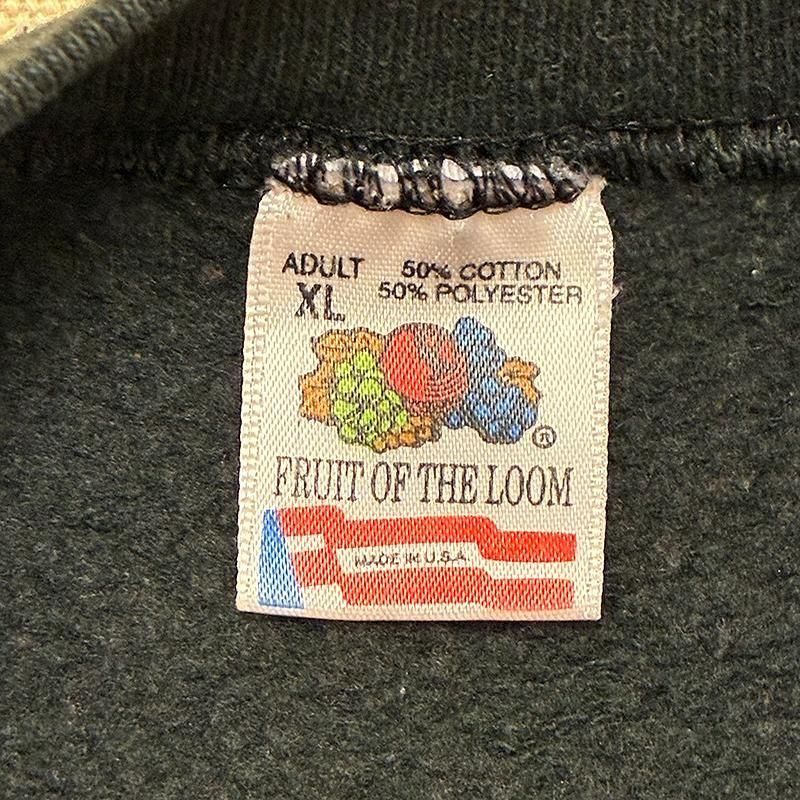 ADULT 50% COTTON
XL 50% POLYESTER
®
FRUIT OF THE LOOM
MADE IN U.S.A.